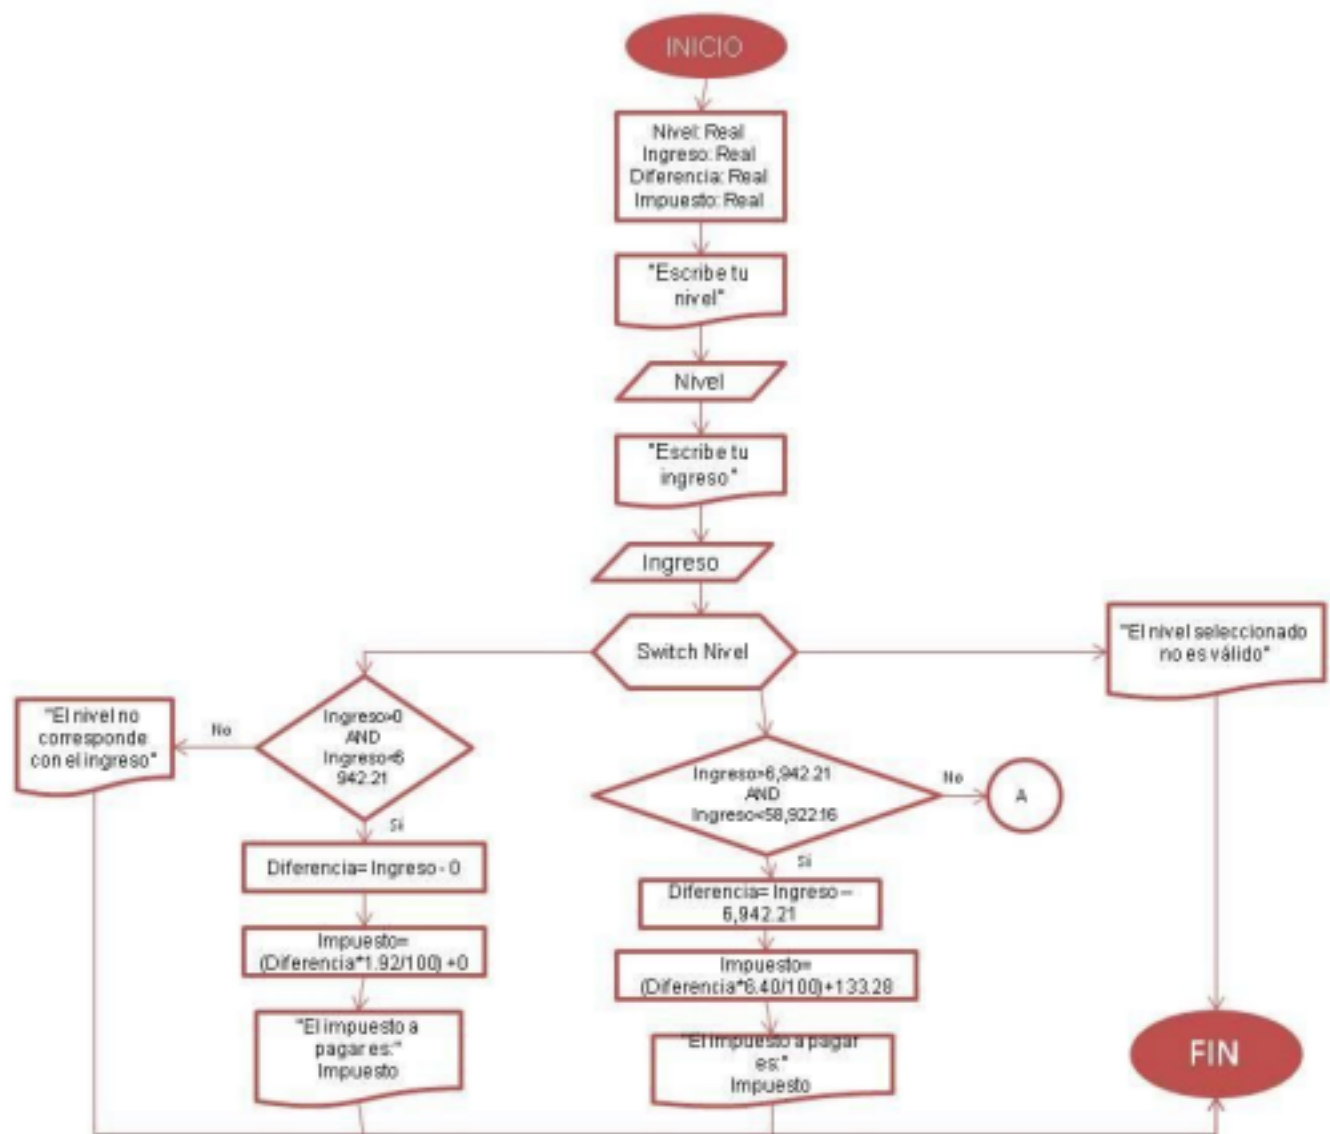 INICIO
Nivel: Real
Ingreso: Real
Diferencia: Real
Impuesto: Real
"Escribe tu
nivel"
Nivel
"Escribe tu
ingreso"
Ingreso
Switch Nivel
"El nivel seleccionado
no es válido"
"El nivel no
corresponde
con el ingreso"
No
Ingreso>0
AND
Ingreso<6
942.21
Si
Ingreso>6,942.21
AND
Ingreso<58,922.16
No
A
Si
Diferencia= Ingreso - 0
Diferencia= Ingreso –
6,942.21
Impuesto=
(Diferencia*1.92/100) +0
Impuesto=
(Diferencia*6.40/100)+133.28
"El impuesto a
pagar es:"
Impuesto
"El impuesto a pagar
es:"
Impuesto
FIN